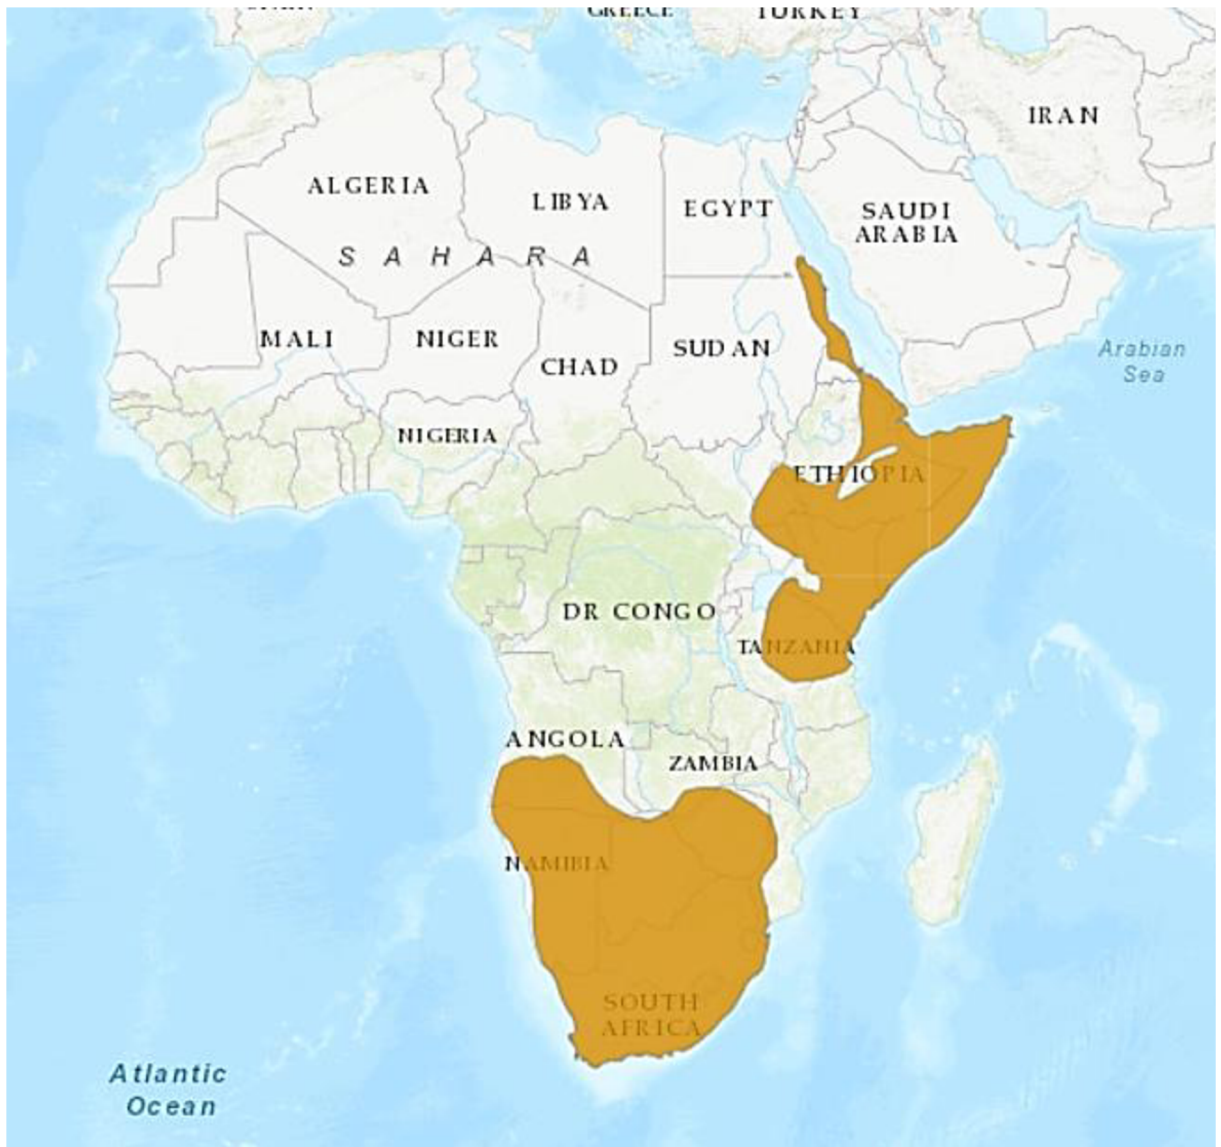 GREECE
TURKEY
IRAN
ALGERIA
LIBYA
EGYPT
SAUDI
ARABIA
SAHARA
MALI
NIGER
SUDAN
CHAD
Arabian
Sea
NIGERIA
ETHIOPIA
DR CONGO
TANZANIA
ANGOLA
ZAMBIA
NAMIBIA
SOUTH
AFRICA
Atlantic
Ocean